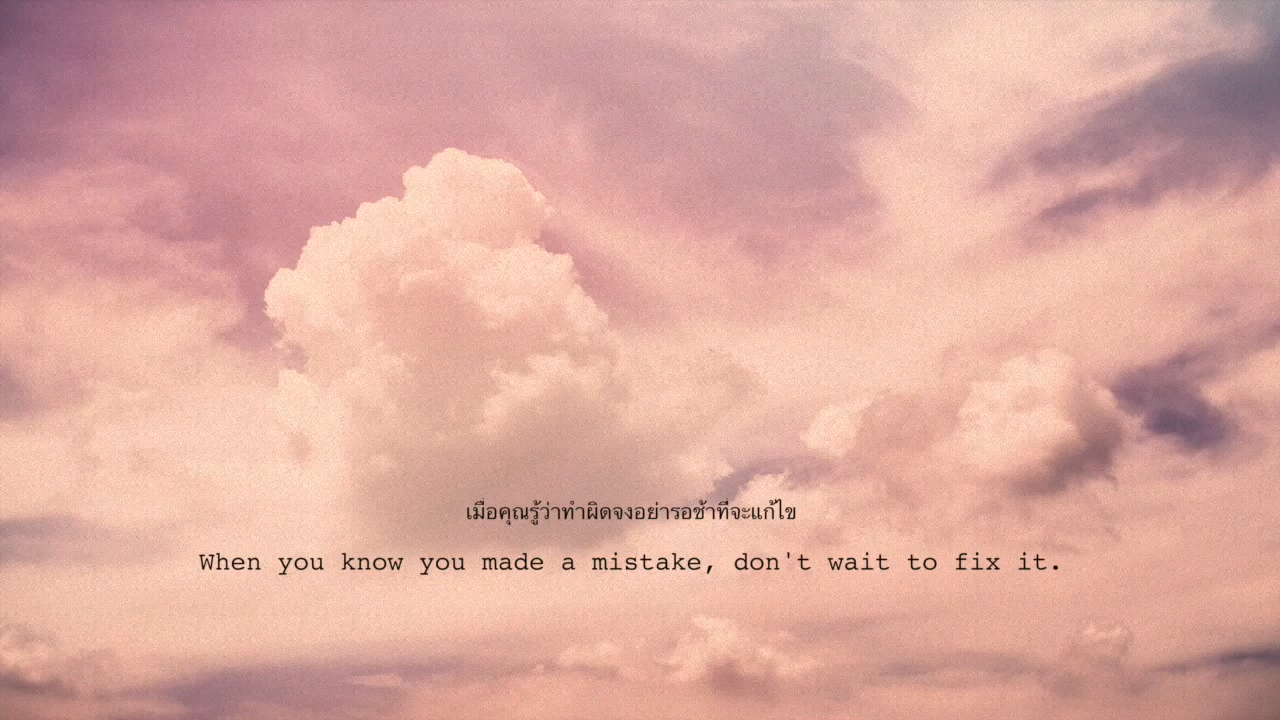 เมื่อคุณรู้ว่าทำผิดจงอย่ารอช้าที่จะแก้ไข
When you know you made a mistake, don't wait to fix it.